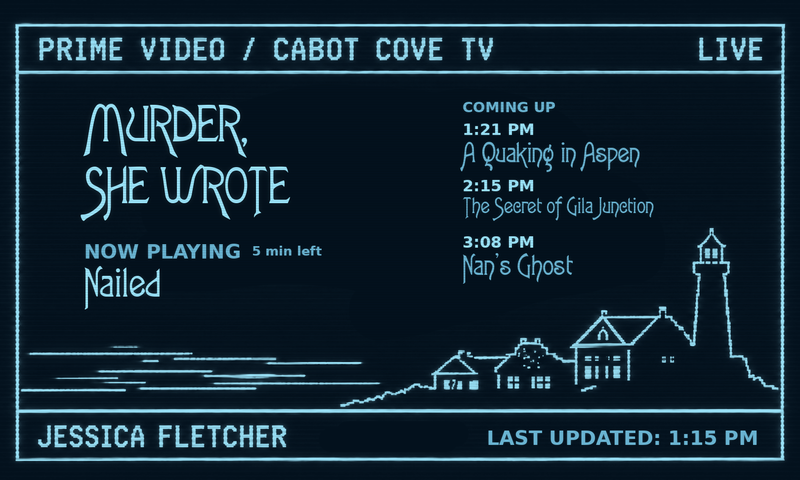 PRIME VIDEO / CABOT COVE TV
LIVE
MURDER,
SHE WROTE
NOW PLAYING 5 min left
Nailed
COMING UP
1:21 PM
A Quaking in Aspen
2:15 PM
The Secret of Gila Junction
3:08 PM
Nan's Ghost
JESSICA FLETCHER
LAST UPDATED: 1:15 PM